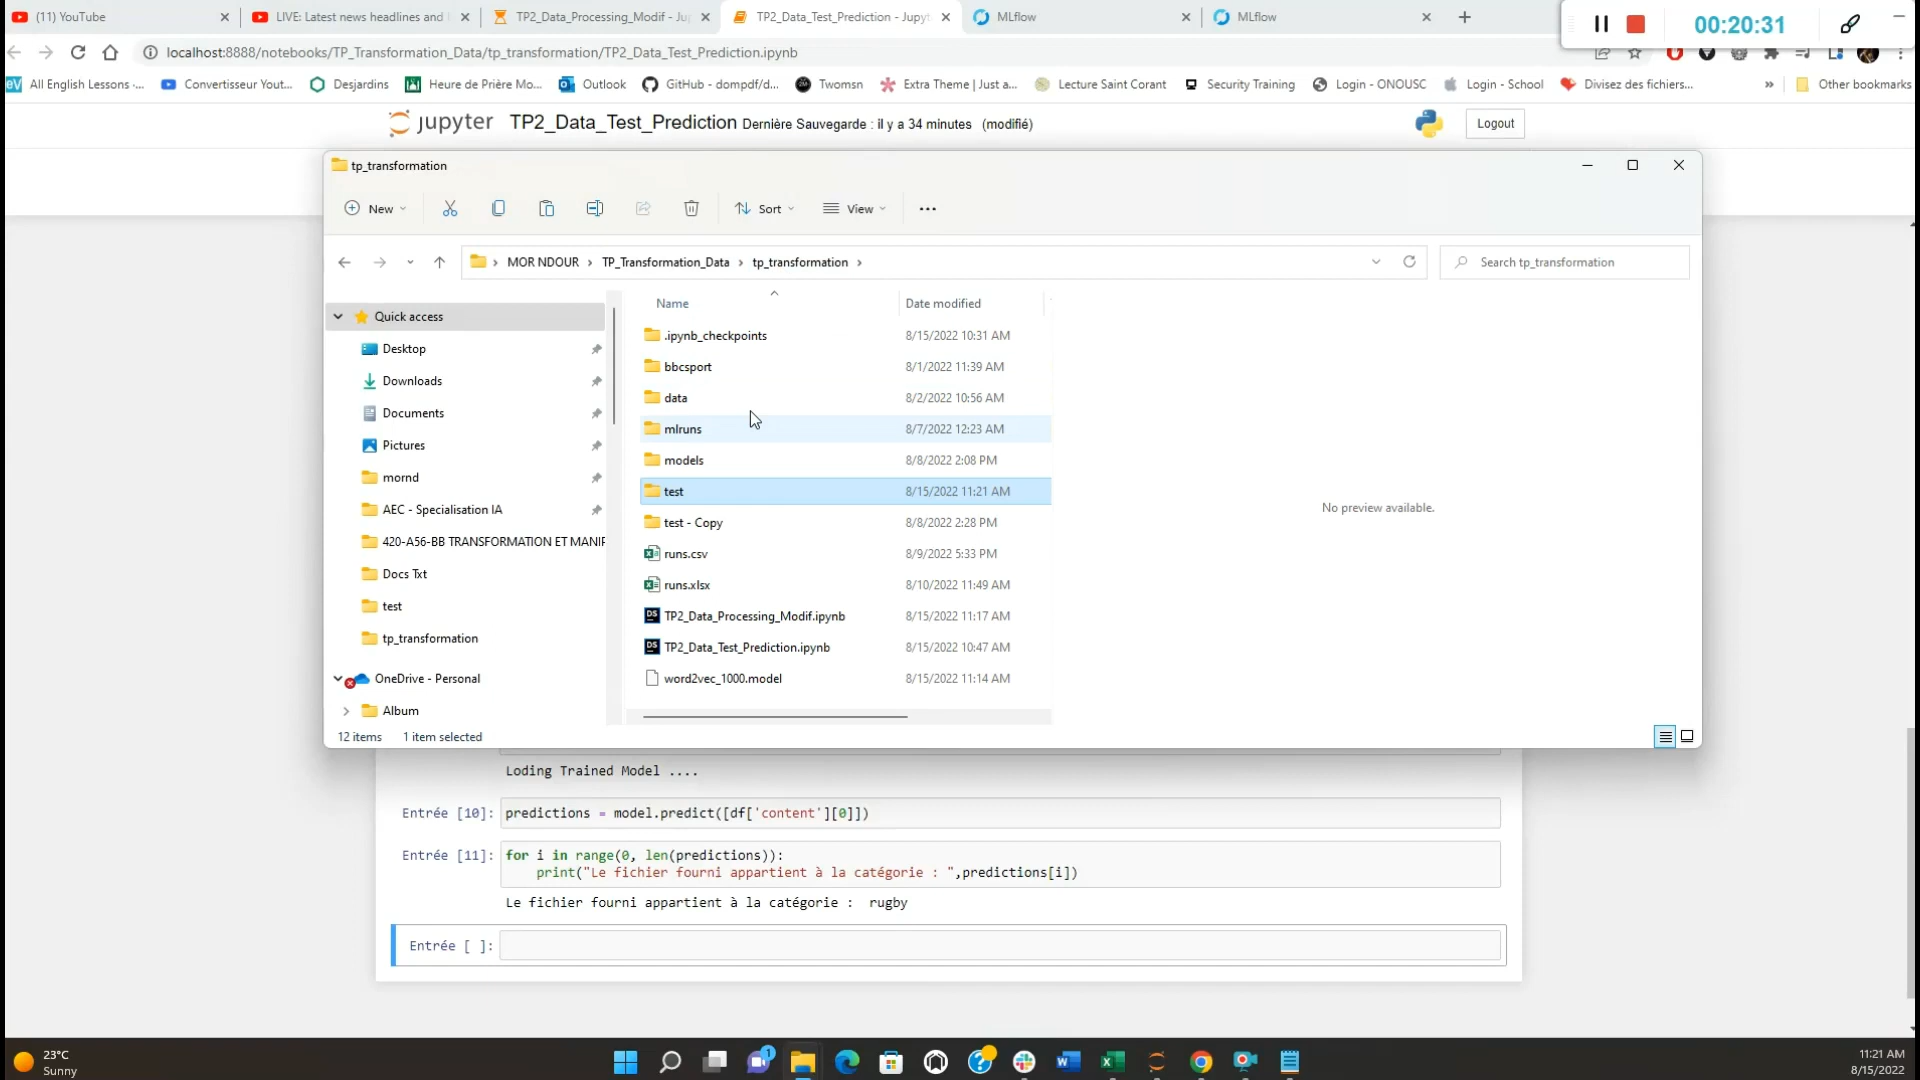 (11) YouTube
LIVE: Latest news headlines and
TP2_Data_Processing_Modif - Ju
TP2_Data_Test_Prediction - Jupyt
MLflow
MLflow
00:20:31
localhost:8888/notebooks/TP_Transformation_Data/tp_transformation/TP2_Data_Test_Prediction.ipynb
eV All English Lessons -...
Convertisseur Yout...
Desjardins
Heure de Prière Mo...
Outlook
GitHub - dompdf/d...
Twomsn
Extra Theme | Just a...
Lecture Saint Corant
Security Training
Login - ONOUSC
Login - School
Divisez des fichiers...
»
Other bookmarks
jupyter TP2_Data_Test_Prediction Dernière Sauvegarde : il y a 34 minutes (modifié)
Logout
tp_transformation
New
Sort
View
MOR NDOUR > TP_Transformation_Data > tp_transformation >
Search tp_transformation
Quick access
Desktop
Downloads
Documents
Pictures
mornd
AEC - Specialisation IA
420-A56-BB TRANSFORMATION ET MANIF
Docs Txt
test
tp_transformation
OneDrive - Personal
Album
Name Date modified
.ipynb_checkpoints 8/15/2022 10:31 AM
bbcsport 8/1/2022 11:39 AM
data 8/2/2022 10:56 AM
mlruns 8/7/2022 12:23 AM
models 8/8/2022 2:08 PM
test 8/15/2022 11:21 AM
test - Copy 8/8/2022 2:28 PM
runs.csv 8/9/2022 5:33 PM
runs.xlsx 8/10/2022 11:49 AM
DS TP2_Data_Processing_Modif.ipynb 8/15/2022 11:17 AM
DS TP2_Data_Test_Prediction.ipynb 8/15/2022 10:47 AM
word2vec_1000.model 8/15/2022 11:14 AM
No preview available.
12 items 1 item selected
Loding Trained Model ....
Entrée [10]: predictions = model.predict([df['content'][0]])
Entrée [11]: for i in range(0, len(predictions)):
print("Le fichier fourni appartient à la catégorie : ",predictions[i])
Le fichier fourni appartient à la catégorie :  rugby
Entrée [ ]:
23°C
Sunny
1
11:21 AM
8/15/2022